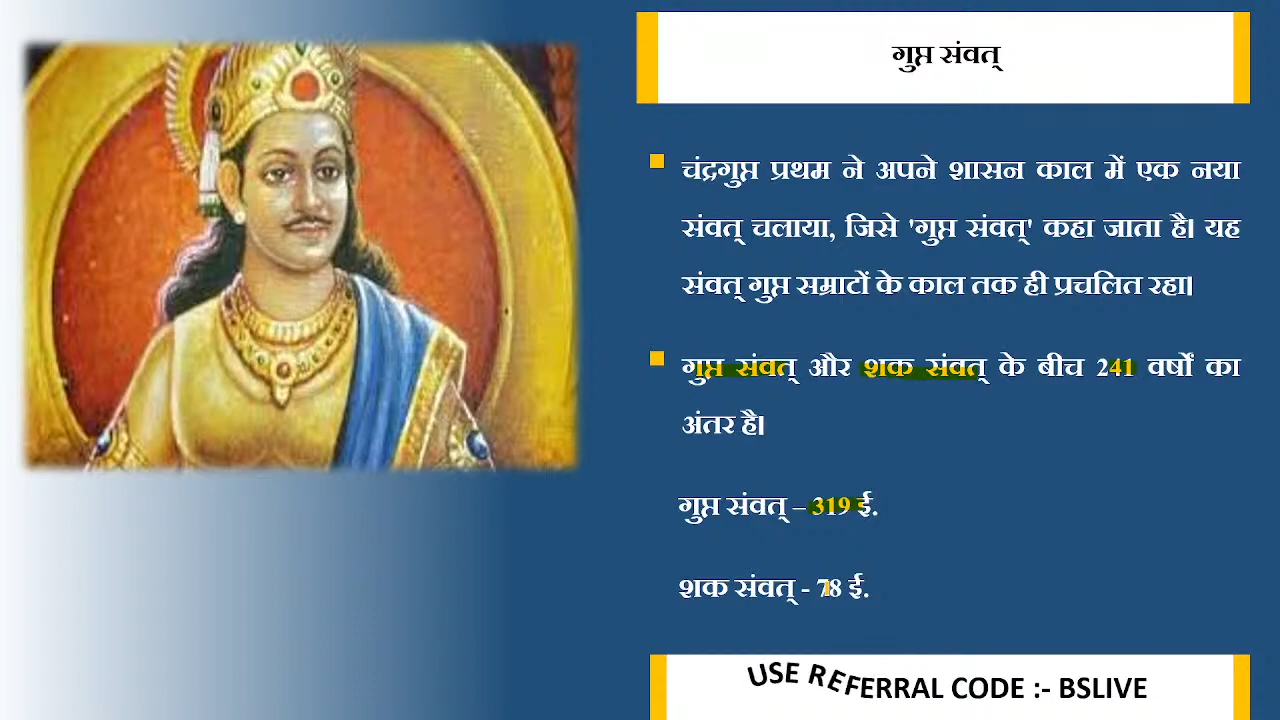 गुप्त संवत्
चंद्रगुप्त प्रथम ने अपने शासन काल में एक नया
संवत् चलाया, जिसे 'गुप्त संवत्' कहा जाता है। यह
संवत् गुप्त सम्राटों के काल तक ही प्रचलित रहा।
गुप्त संवत् और शक संवत् के बीच 241 वर्षों का
अंतर है।
गुप्त संवत् – 319 ई.
शक संवत् - 78 ई.
USE REFERRAL CODE :- BSLIVE